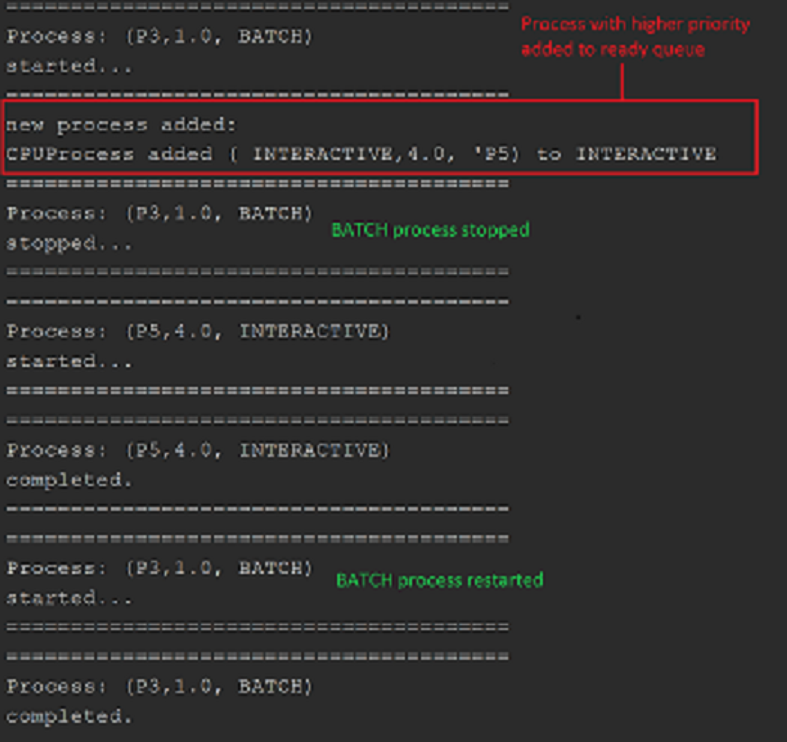 ========================================
Process: (P3,1.0, BATCH)
started...
========================================
Process with higher priority
added to ready queue
new process added:
CPUProcess added ( INTERACTIVE,4.0, 'P5) to INTERACTIVE
========================================
Process: (P3,1.0, BATCH)
stopped...
BATCH process stopped
========================================
========================================
Process: (P5,4.0, INTERACTIVE)
started...
========================================
========================================
Process: (P5,4.0, INTERACTIVE)
completed.
========================================
========================================
Process: (P3,1.0, BATCH)
started...
BATCH process restarted
========================================
========================================
Process: (P3,1.0, BATCH)
completed.